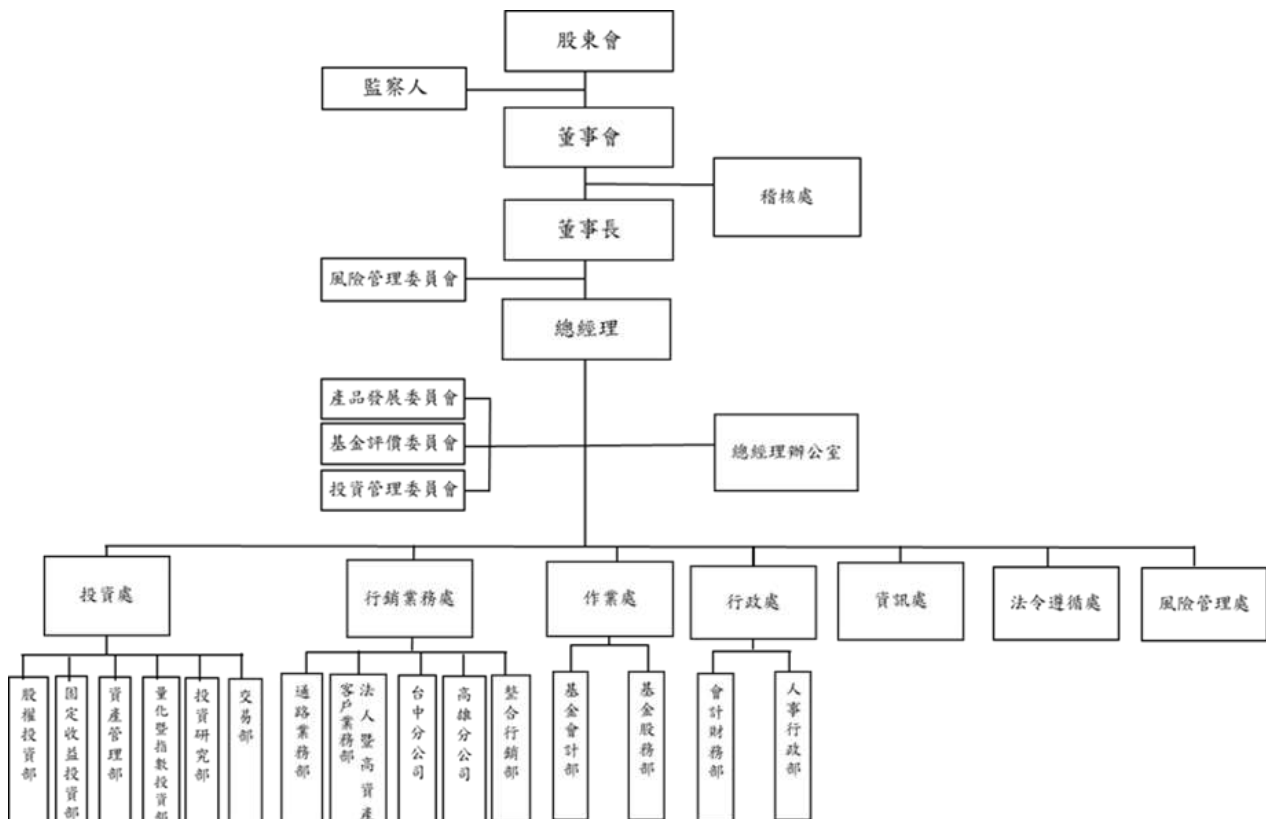 股東會
監察人
董事會
稽核處
董事長
風險管理委員會
總經理
產品發展委員會
基金評價委員會
投資管理委員會
總經理辦公室
投資處
行銷業務處
作業處
行政處
資訊處
法令遵循處
風險管理處
股權投資部
固定收益投資部
資產管理部
量化暨指數投資部
投資研究部
交易部
通路業務部
法人暨高資產
客戶業務部
台中分公司
高雄分公司
整合行銷部
基金會計部
基金股務部
會計財務部
人事行政部